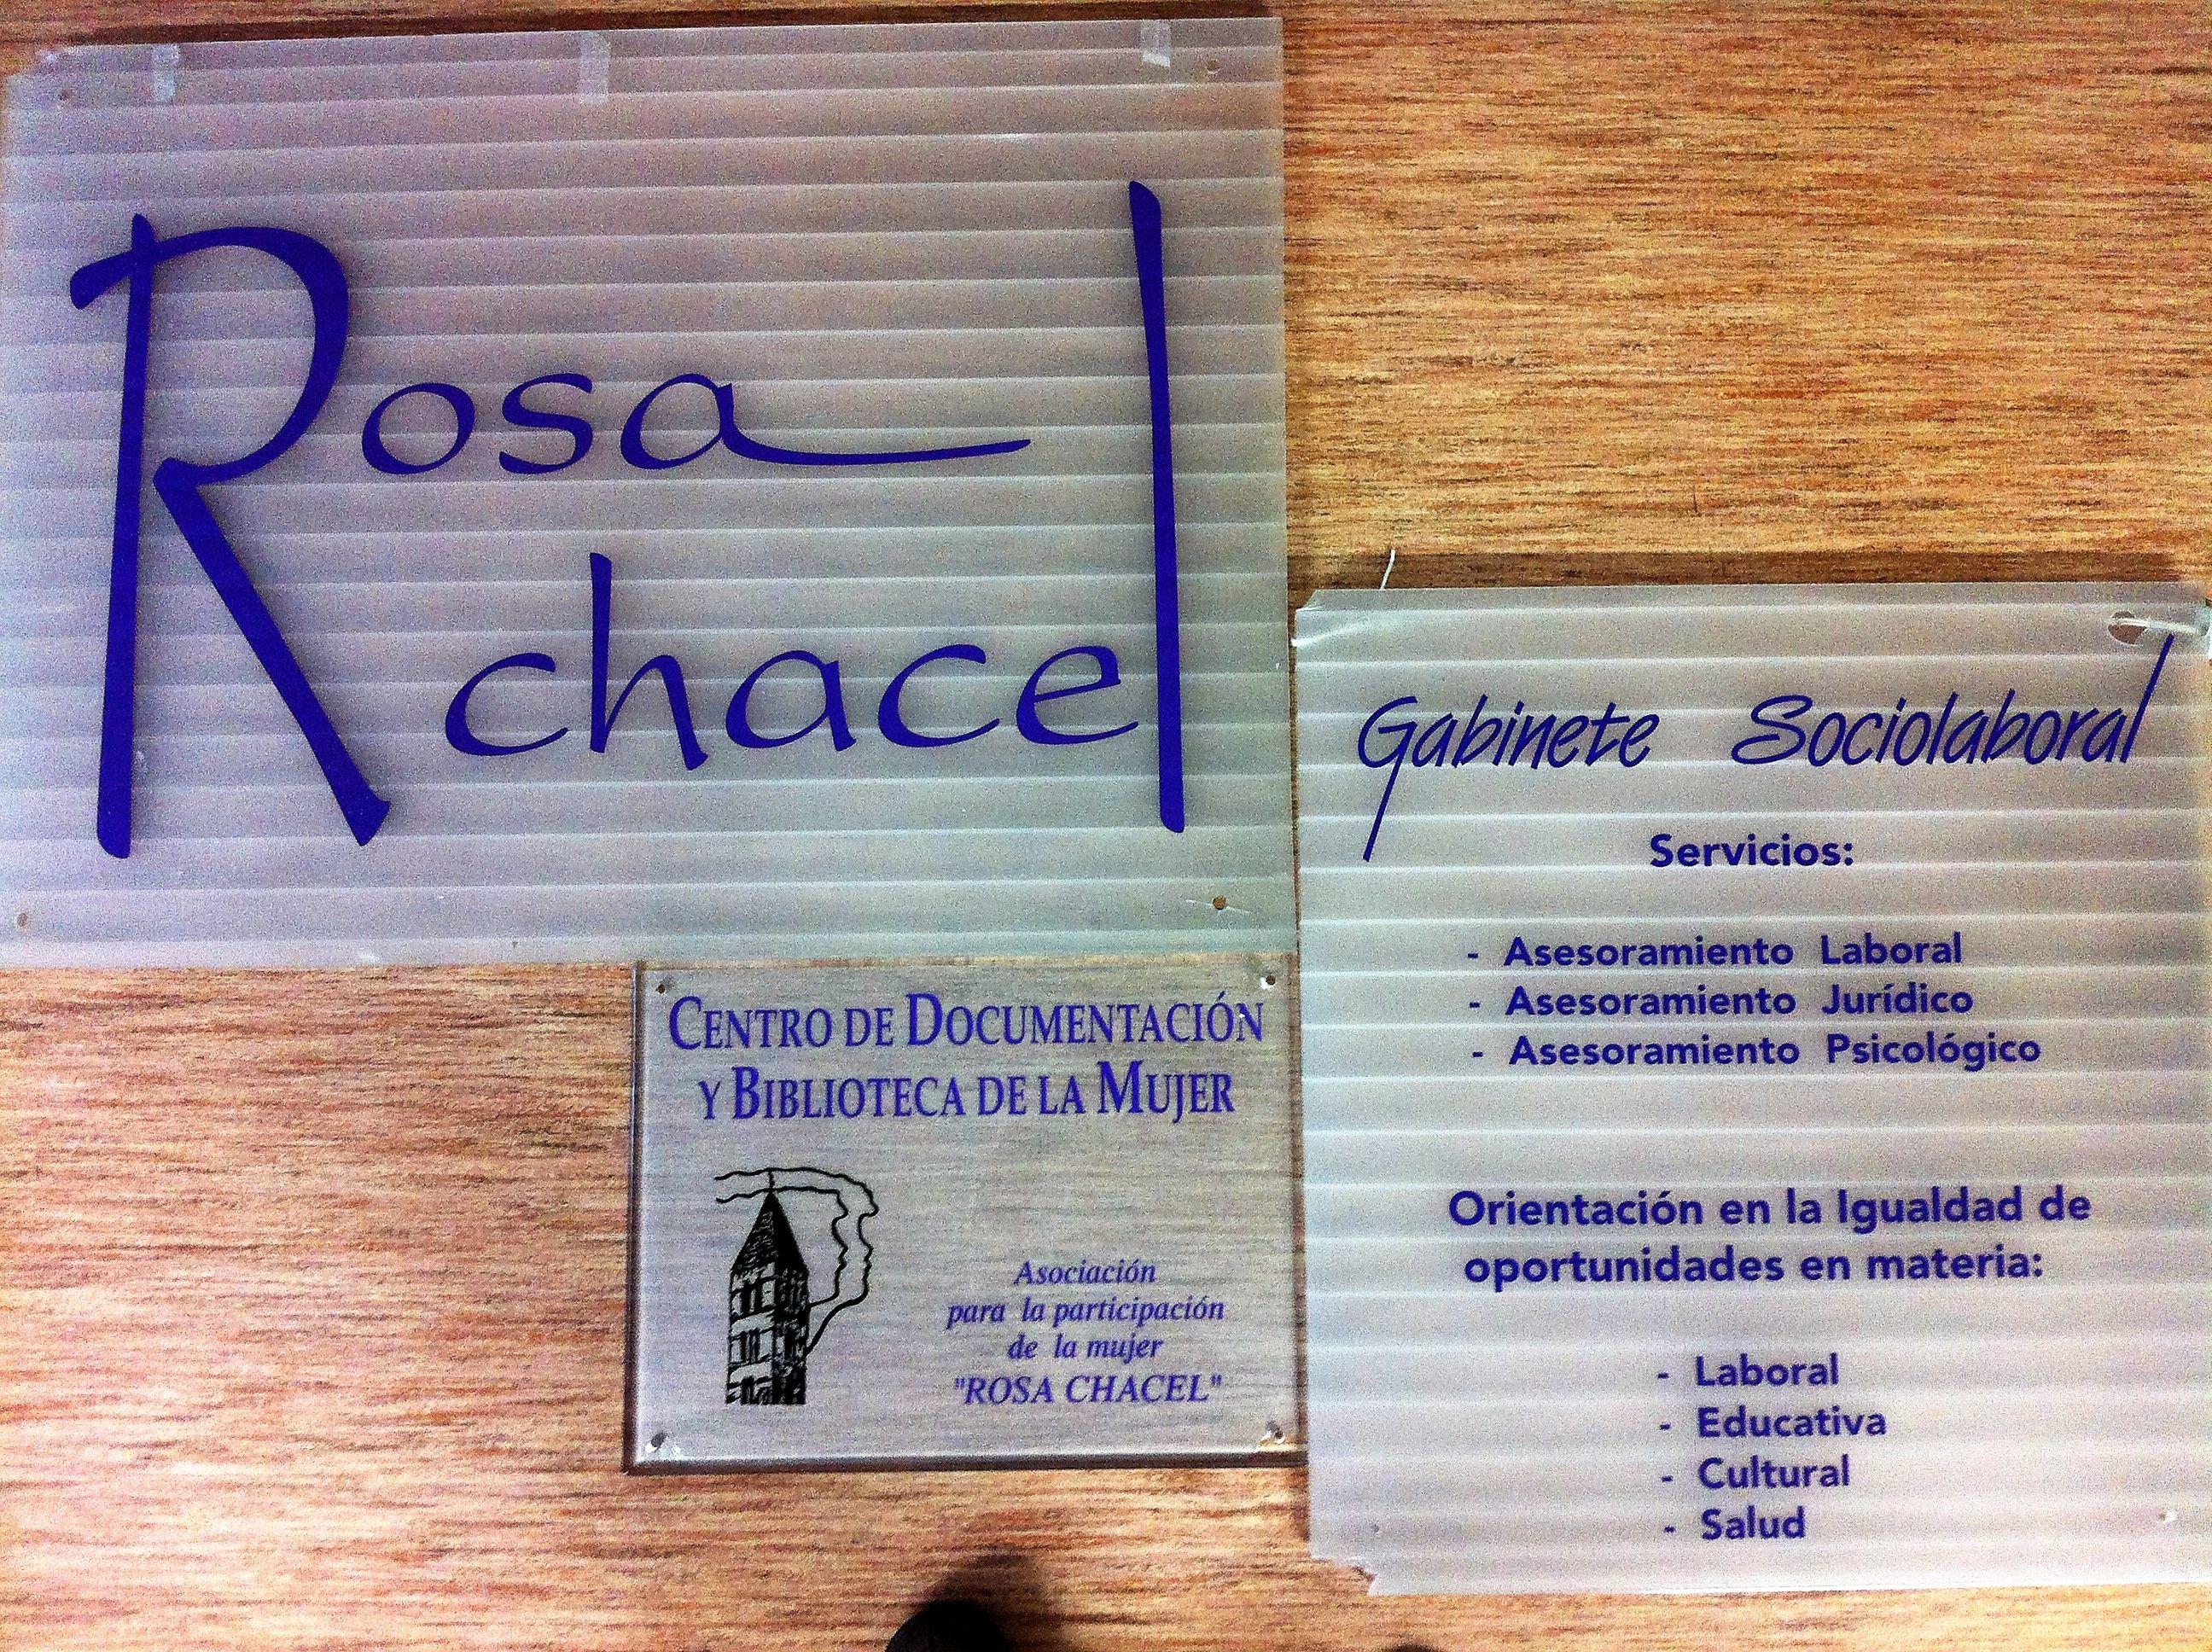 Rosa
chacel
CENTRO DE DOCUMENTACIÓN
Y BIBLIOTECA DE LA MUJER
Asociación
para la participación
de la mujer
"ROSA CHACEL"
Gabinete Sociolaboral
Servicios:
- Asesoramiento Laboral
- Asesoramiento Jurídico
- Asesoramiento Psicológico
Orientación en la Igualdad de
oportunidades en materia:
- Laboral
- Educativa
- Cultural
- Salud